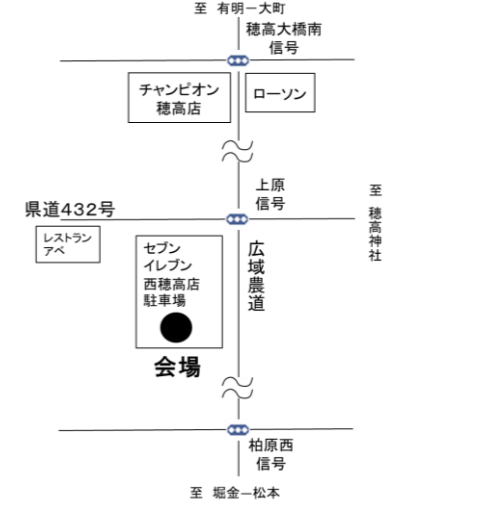 至 有明ー大町
穂高大橋南
信号
チャンピオン
穂高店
ローソン
上原
信号
至 穂高神社
県道432号
レストラン
アベ
セブン
イレブン
西穂高店
駐車場
広域農道
会場
柏原西
信号
至 堀金ー松本